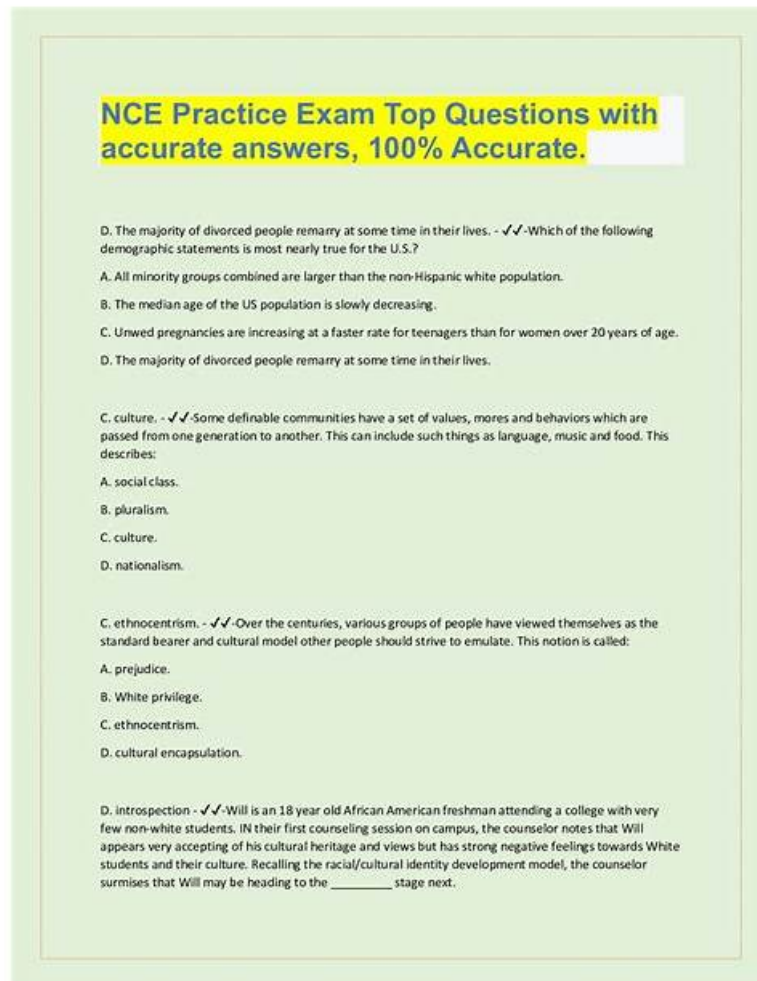 NCE Practice Exam Top Questions with
accurate answers, 100% Accurate.
D. The majority of divorced people remarry at some time in their lives. - ✔✔-Which of the following
demographic statements is most nearly true for the U.S.?
A. All minority groups combined are larger than the non-Hispanic white population.
B. The median age of the US population is slowly decreasing.
C. Unwed pregnancies are increasing at a faster rate for teenagers than for women over 20 years of age.
D. The majority of divorced people remarry at some time in their lives.
C. culture. - ✔✔-Some definable communities have a set of values, mores and behaviors which are
passed from one generation to another. This can include such things as language, music and food. This
describes:
A. social class.
B. pluralism.
C. culture.
D. nationalism.
C. ethnocentrism. - ✔✔-Over the centuries, various groups of people have viewed themselves as the
standard bearer and cultural model other people should strive to emulate. This notion is called:
A. prejudice.
B. White privilege.
C. ethnocentrism.
D. cultural encapsulation.
D. introspection - ✔✔-Will is an 18 year old African American freshman attending a college with very
few non-white students. IN their first counseling session on campus, the counselor notes that Will
appears very accepting of his cultural heritage and views but has strong negative feelings towards White
students and their culture. Recalling the racial/cultural identity development model, the counselor
surmises that Will may be heading to the __________ stage next.